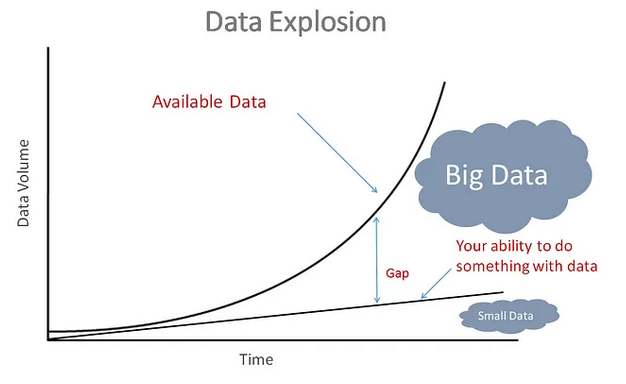 Data Explosion
Available Data
Data Volume
Big Data
Your ability to do
something with data
Gap
Small Data
Time